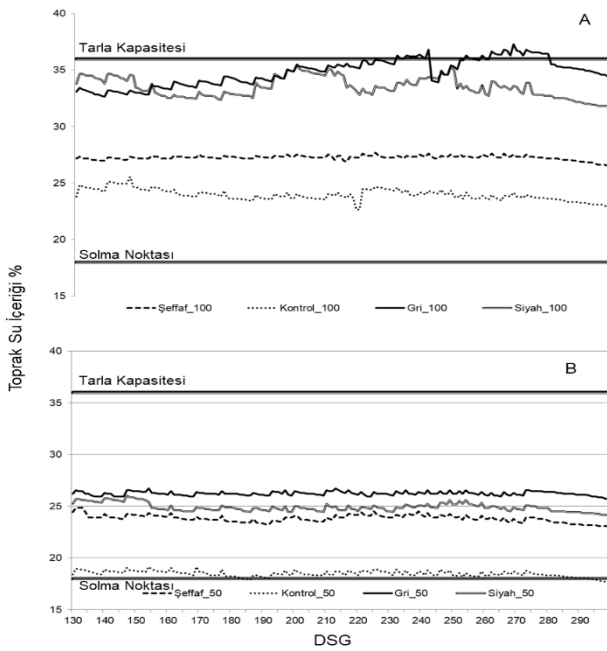 40
A
Tarla Kapasitesi
35
30
25
20
Solma Noktası
15
Şeffaf_100 Kontrol_100 Gri_100 Siyah_100
Toprak Su İçeriği %
40
B
Tarla Kapasitesi
35
30
25
20
Solma Noktası
Şeffaf_50 Kontrol_50 Gri_50 Siyah_50
15
130 140 150 160 170 180 190 200 210 220 230 240 250 260 270 280 290
DSG